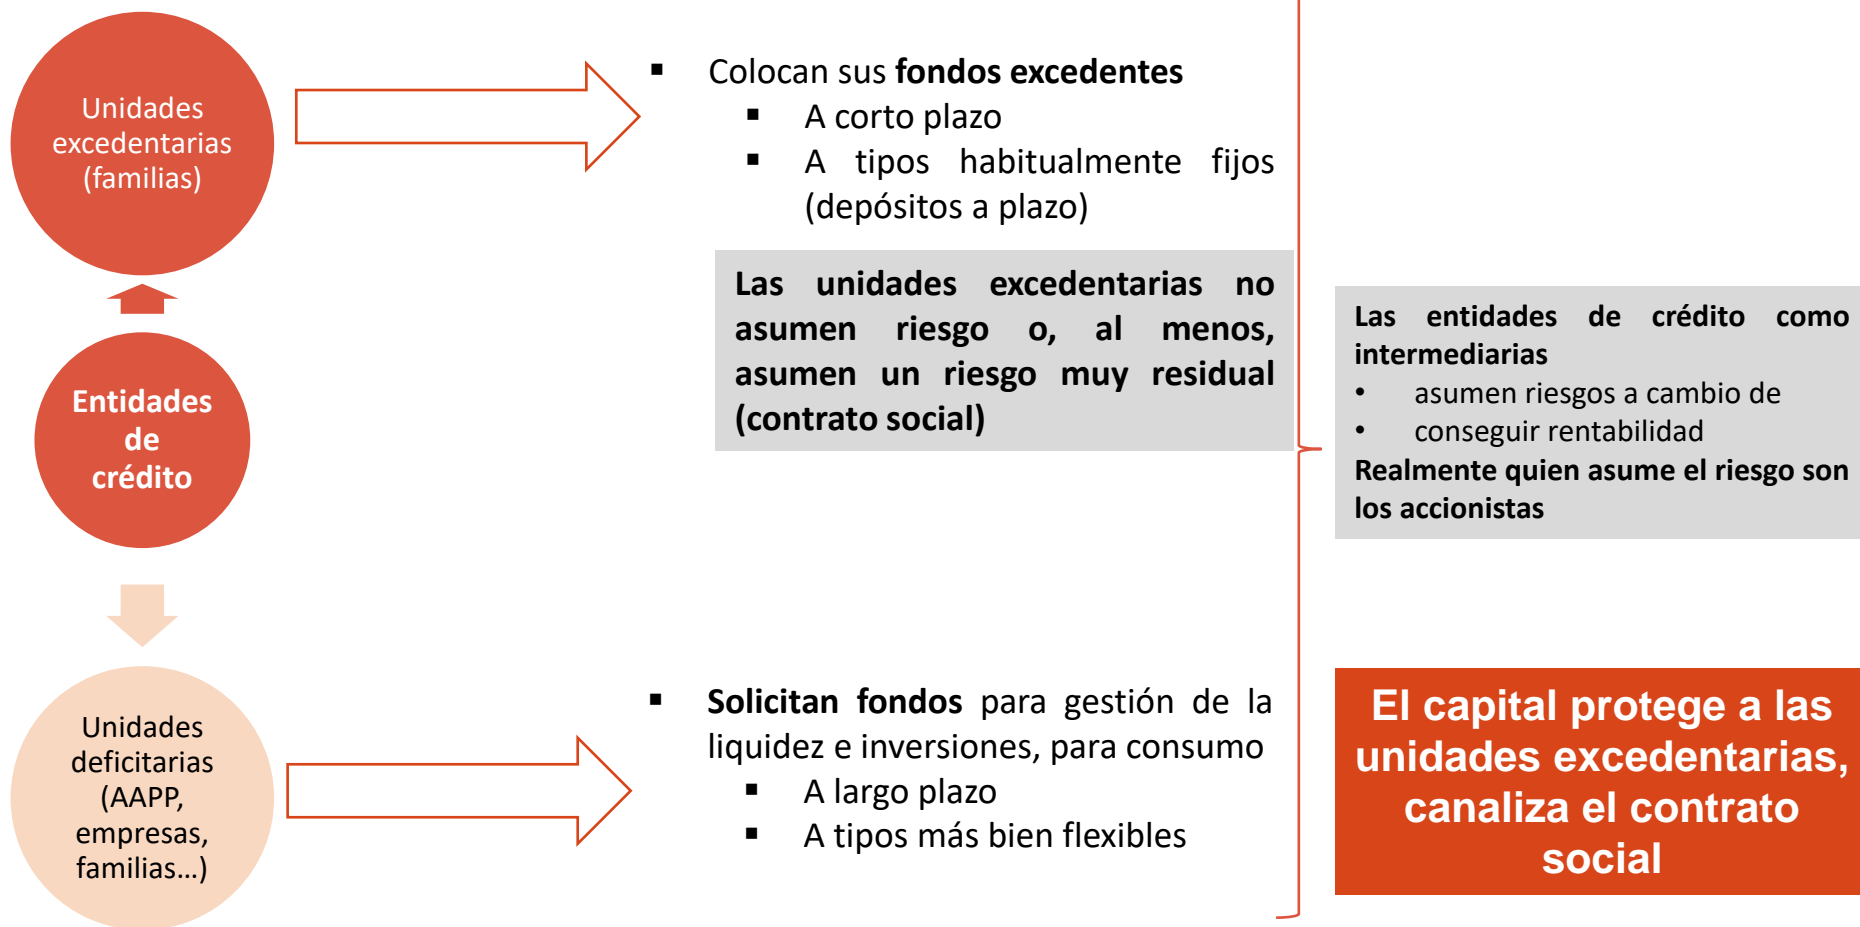 Unidades
excedentarias
(familias)
Entidades
de
crédito
Unidades
deficitarias
(AAPP,
empresas,
familias...)
▪ Colocan sus fondos excedentes
▪ A corto plazo
▪ A tipos habitualmente fijos
(depósitos a plazo)
Las unidades excedentarias no
asumen riesgo o, al menos,
asumen un riesgo muy residual
(contrato social)
▪ Solicitan fondos para gestión de la
liquidez e inversiones, para consumo
▪ A largo plazo
▪ A tipos más bien flexibles
Las entidades de crédito como
intermediarias
• asumen riesgos a cambio de
• conseguir rentabilidad
Realmente quien asume el riesgo son
los accionistas
El capital protege a las
unidades excedentarias,
canaliza el contrato
social